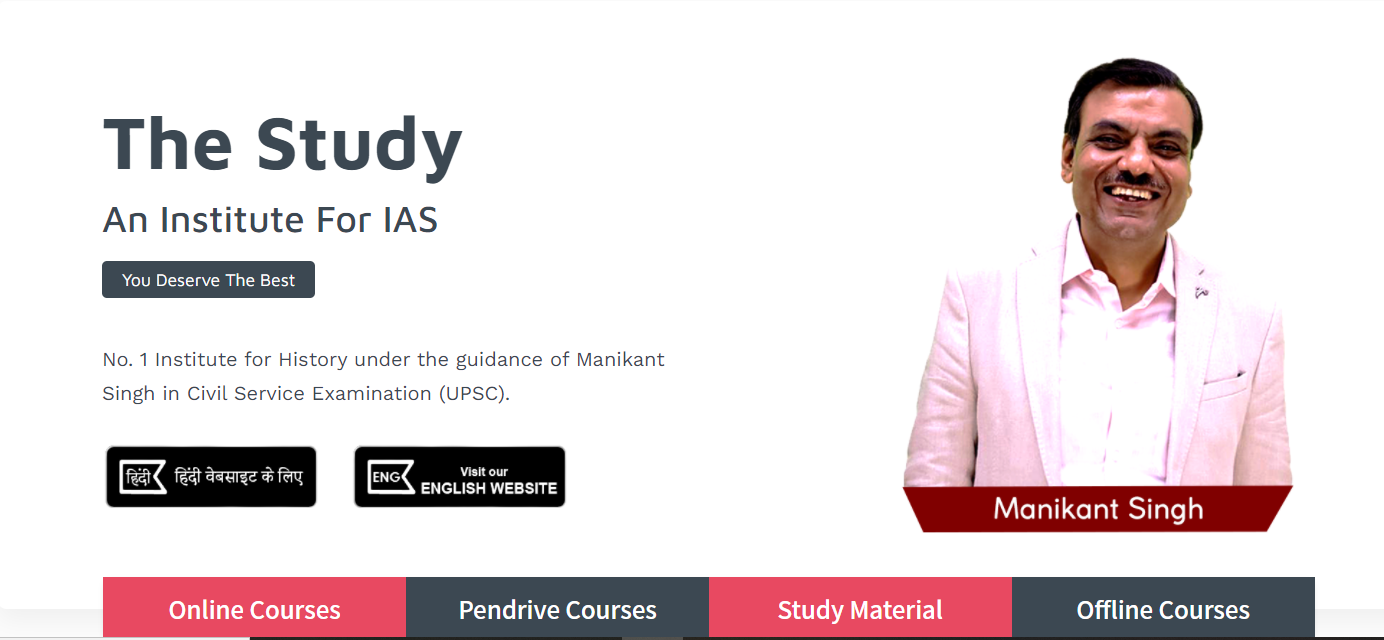 The Study
An Institute For IAS
You Deserve The Best
No. 1 Institute for History under the guidance of Manikant
Singh in Civil Service Examination (UPSC).
हिंदी हिंदी वेबसाइट के लिए
ENG Visit our
ENGLISH WEBSITE
Manikant Singh
Online Courses
Pendrive Courses
Study Material
Offline Courses